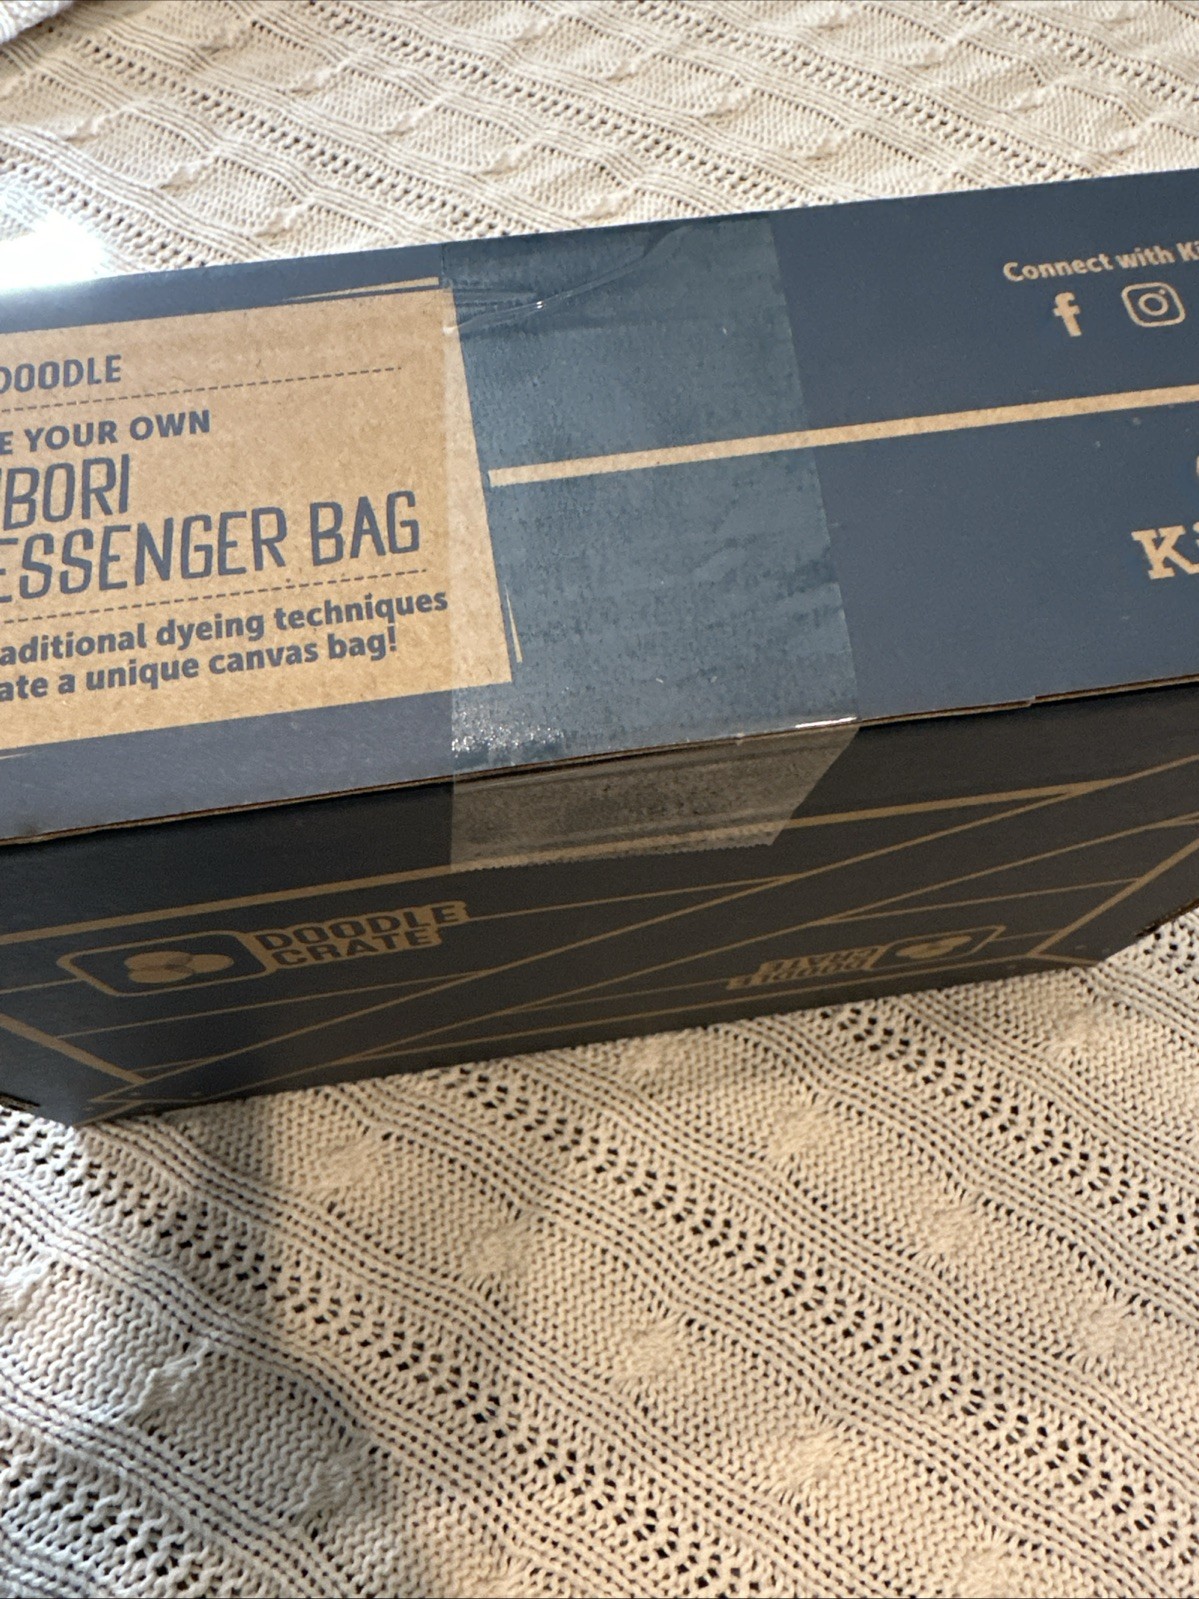 DOODLE
E YOUR OWN
BORI
ESSENGER BAG
aditional dyeing techniques
ate a unique canvas bag!
Connect with Ki
f
Ki
DOODLE
CRATE
DOODLE
CRATE